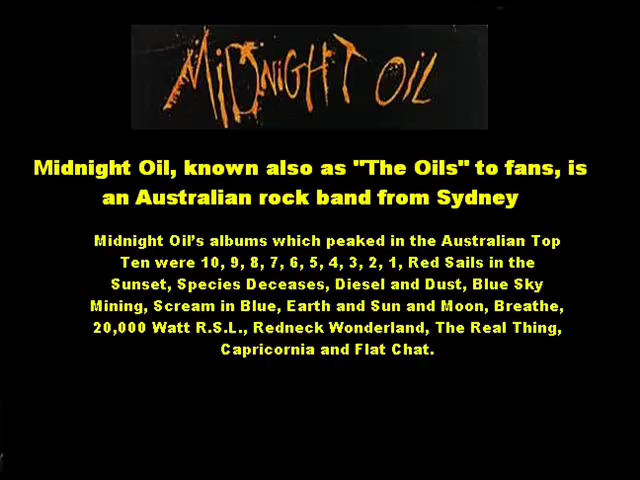 MIDNIGHT OIL
Midnight Oil, known also as "The Oils" to fans, is
an Australian rock band from Sydney
Midnight Oil's albums which peaked in the Australian Top
Ten were 10, 9, 8, 7, 6, 5, 4, 3, 2, 1, Red Sails in the
Sunset, Species Deceases, Diesel and Dust, Blue Sky
Mining, Scream in Blue, Earth and Sun and Moon, Breathe,
20,000 Watt R.S.L., Redneck Wonderland, The Real Thing,
Capricornia and Flat Chat.